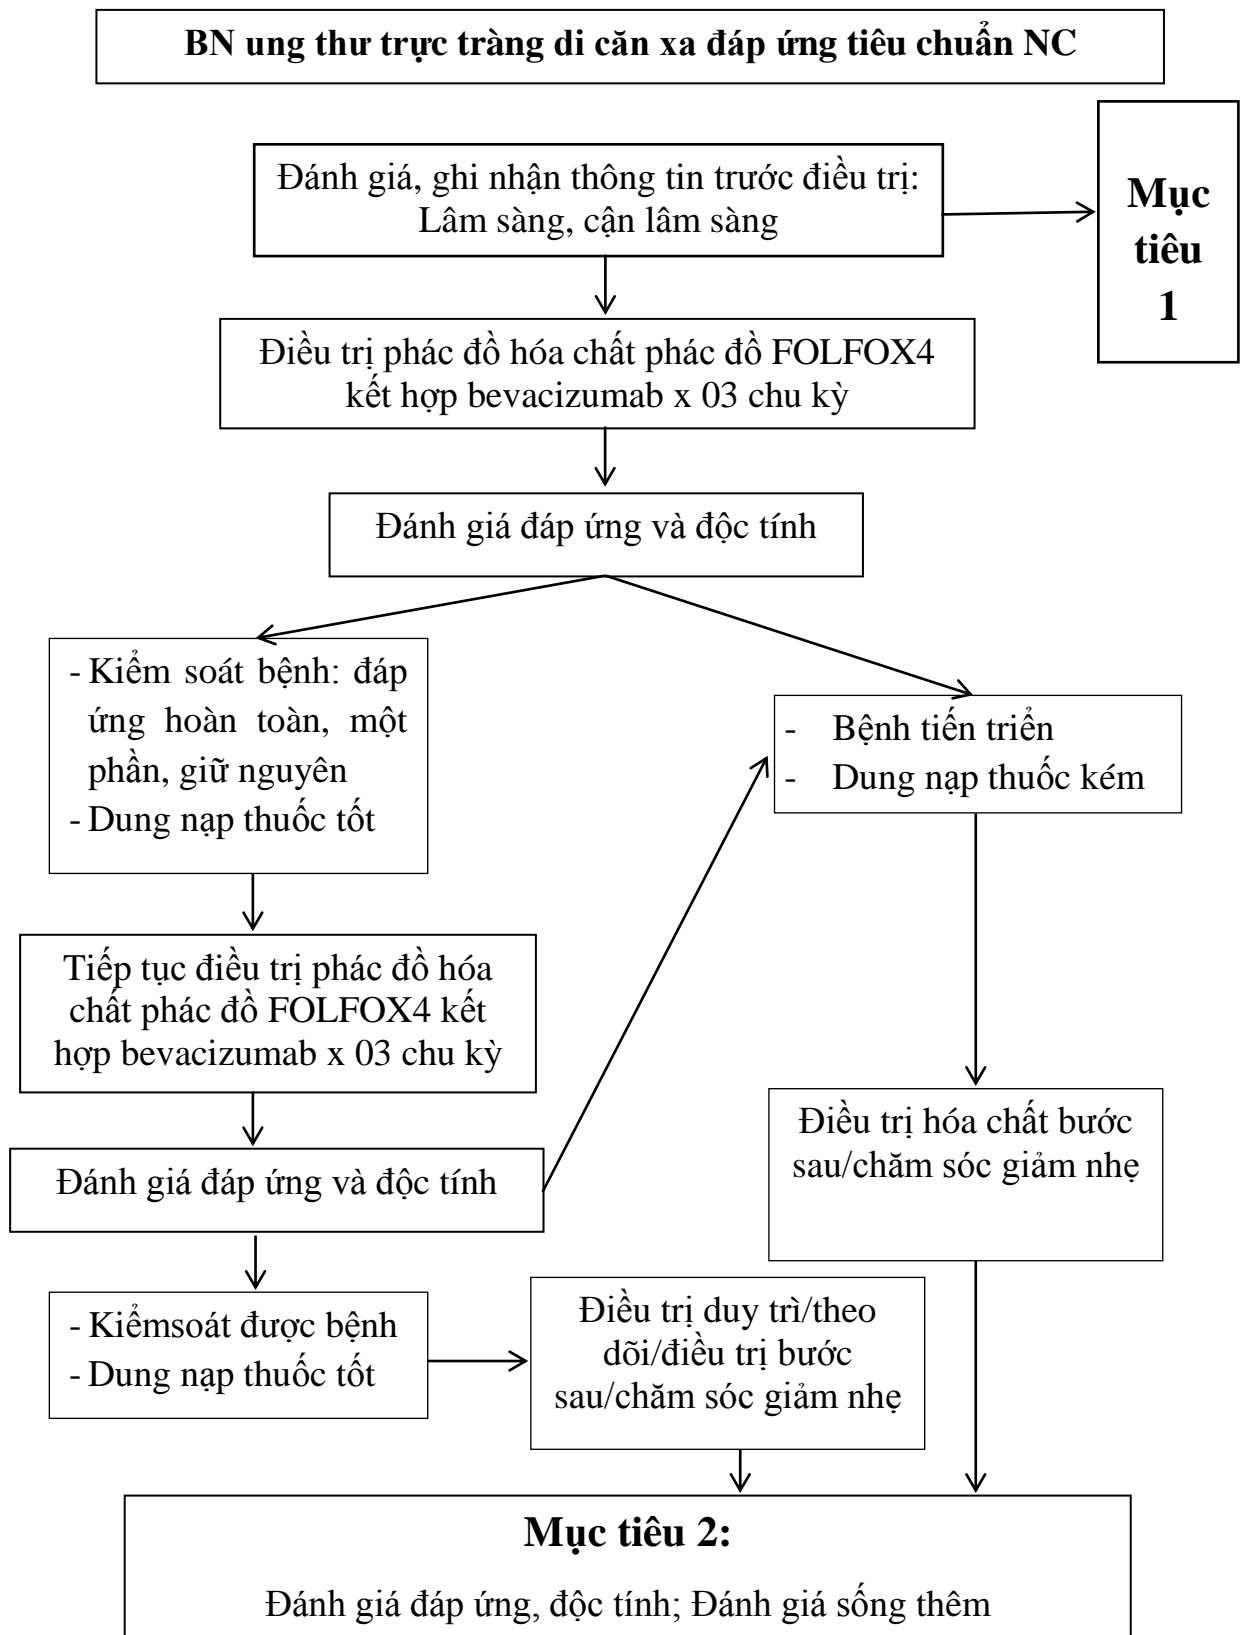 BN ung thư trực tràng di căn xa đáp ứng tiêu chuẩn NC
Đánh giá, ghi nhận thông tin trước điều trị:
Lâm sàng, cận lâm sàng
Mục
tiêu
1
Điều trị phác đồ hóa chất phác đồ FOLFOX4
kết hợp bevacizumab x 03 chu kỳ
Đánh giá đáp ứng và độc tính
- Kiểm soát bệnh: đáp
ứng hoàn toàn, một
phần, giữ nguyên
- Dung nạp thuốc tốt
- Bệnh tiến triển
- Dung nạp thuốc kém
Tiếp tục điều trị phác đồ hóa
chất phác đồ FOLFOX4 kết
hợp bevacizumab x 03 chu kỳ
Điều trị hóa chất bước
sau/chăm sóc giảm nhẹ
Đánh giá đáp ứng và độc tính
- Kiểmsoát được bệnh
- Dung nạp thuốc tốt
Điều trị duy trì/theo
dõi/điều trị bước
sau/chăm sóc giảm nhẹ
Mục tiêu 2:
Đánh giá đáp ứng, độc tính; Đánh giá sống thêm